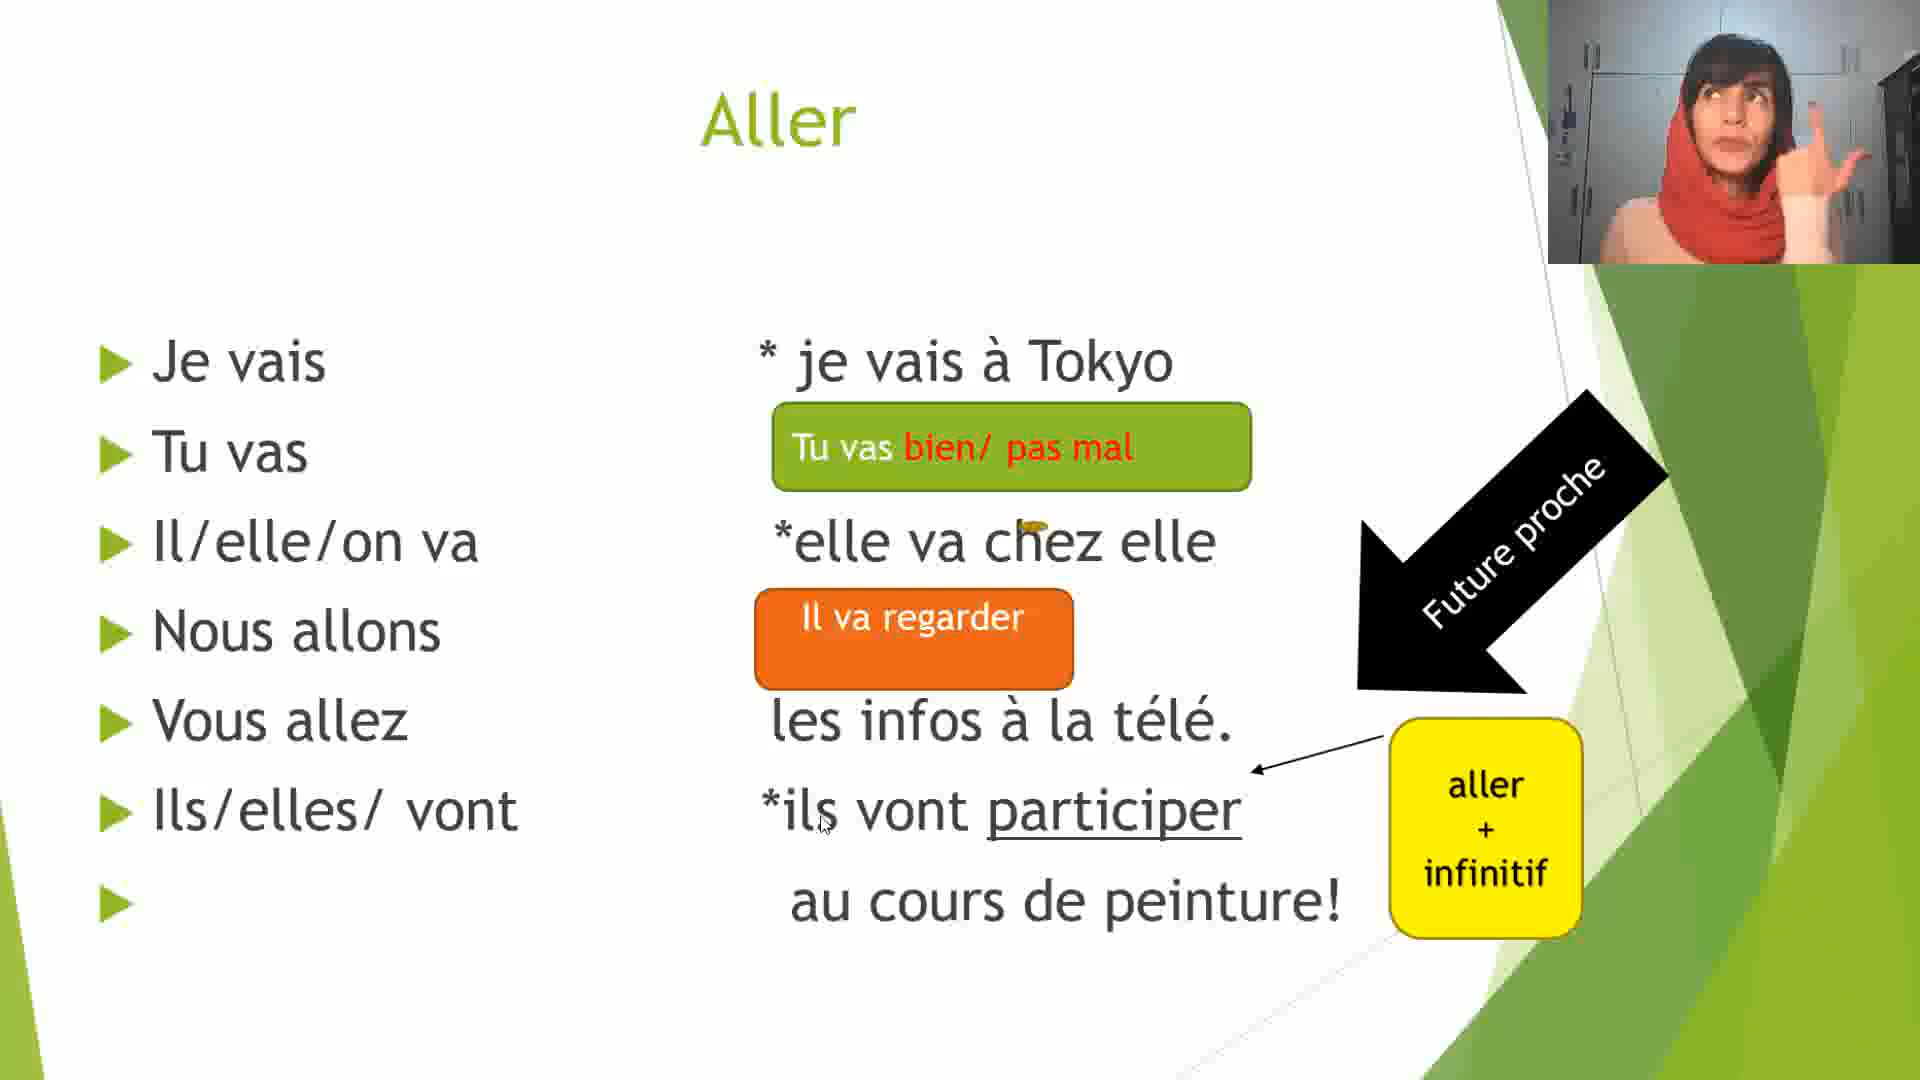 Aller
Je vais
Tu vas
Il/elle/on va
Nous allons
Vous allez
Ils/elles/ vont
* je vais à Tokyo
Tu vas bien/ pas mal
*elle va chez elle
Il va regarder
les infos à la télé.
*ils vont participer
au cours de peinture!
Future proche
aller
+
infinitif